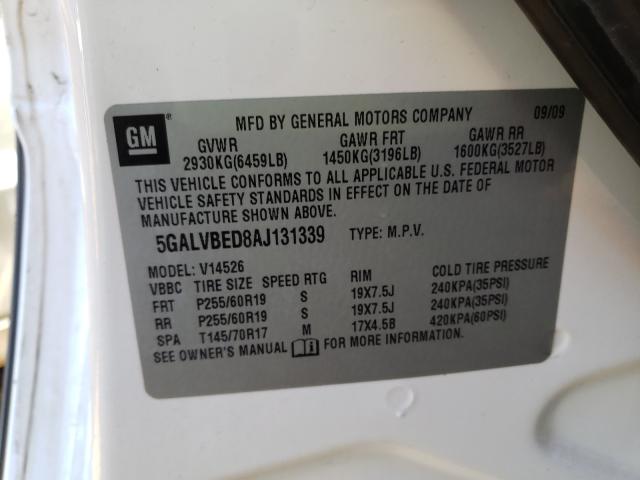 GM ®
MFD BY GENERAL MOTORS COMPANY 09/09
GVWR GAWR FRT GAWR RR
2930KG(6459LB) 1450KG(3196LB) 1600KG(3527LB)
THIS VEHICLE CONFORMS TO ALL APPLICABLE U.S. FEDERAL MOTOR
VEHICLE SAFETY STANDARDS IN EFFECT ON THE DATE OF
MANUFACTURE SHOWN ABOVE.
5GALVBED8AJ131339 TYPE: M.P.V.
MODEL: V14526
VBBC TIRE SIZE SPEED RTG RIM COLD TIRE PRESSURE
FRT P255/60R19 S 19X7.5J 240KPA(35PSI)
RR P255/60R19 S 19X7.5J 240KPA(35PSI)
SPA T145/70R17 M 17X4.5B 420KPA(60PSI)
SEE OWNER'S MANUAL FOR MORE INFORMATION.